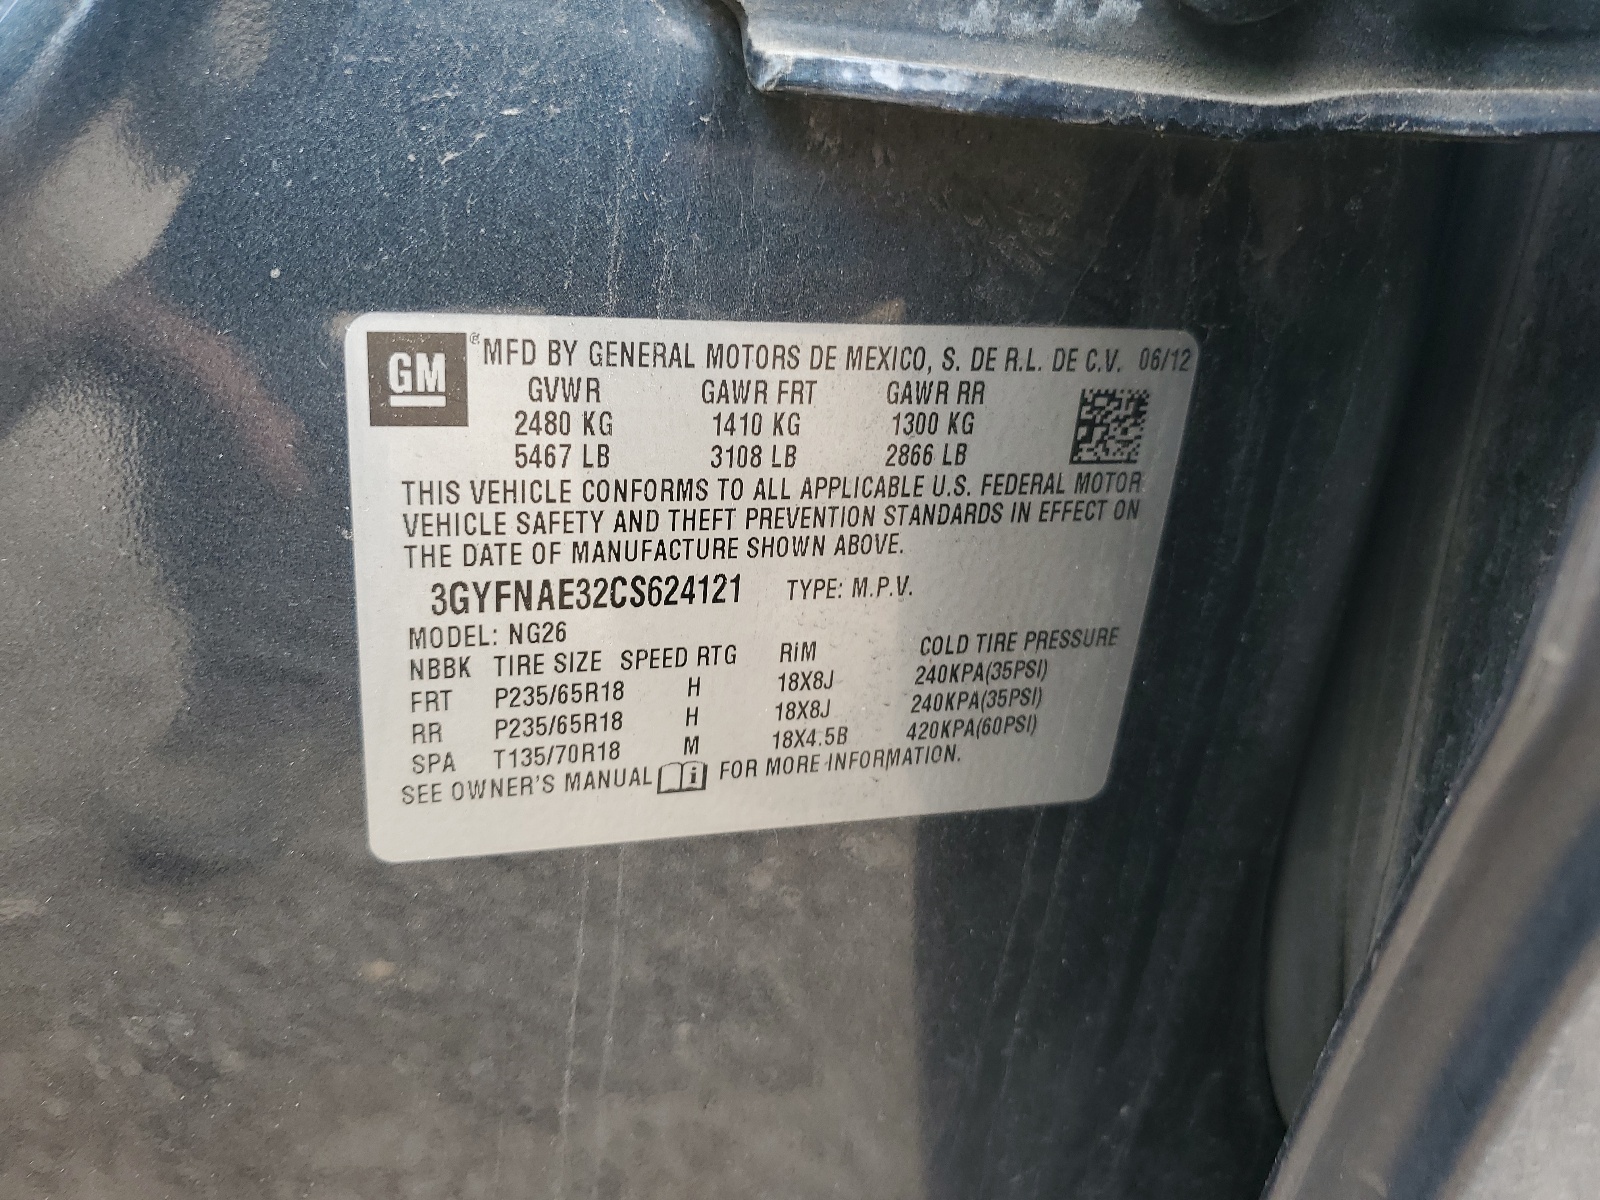 GM ® MFD BY GENERAL MOTORS DE MEXICO, S. DE R.L. DE C.V. 06/12
GVWR GAWR FRT GAWR RR
2480 KG 1410 KG 1300 KG
5467 LB 3108 LB 2866 LB
THIS VEHICLE CONFORMS TO ALL APPLICABLE U.S. FEDERAL MOTOR
VEHICLE SAFETY AND THEFT PREVENTION STANDARDS IN EFFECT ON
THE DATE OF MANUFACTURE SHOWN ABOVE.
3GYFNAE32CS624121 TYPE: M.P.V.
MODEL: NG26
NBBK TIRE SIZE SPEED RTG RIM COLD TIRE PRESSURE
FRT P235/65R18 H 18X8J 240KPA(35PSI)
RR P235/65R18 H 18X8J 240KPA(35PSI)
SPA T135/70R18 M 18X4.5B 420KPA(60PSI)
SEE OWNER'S MANUAL i FOR MORE INFORMATION.